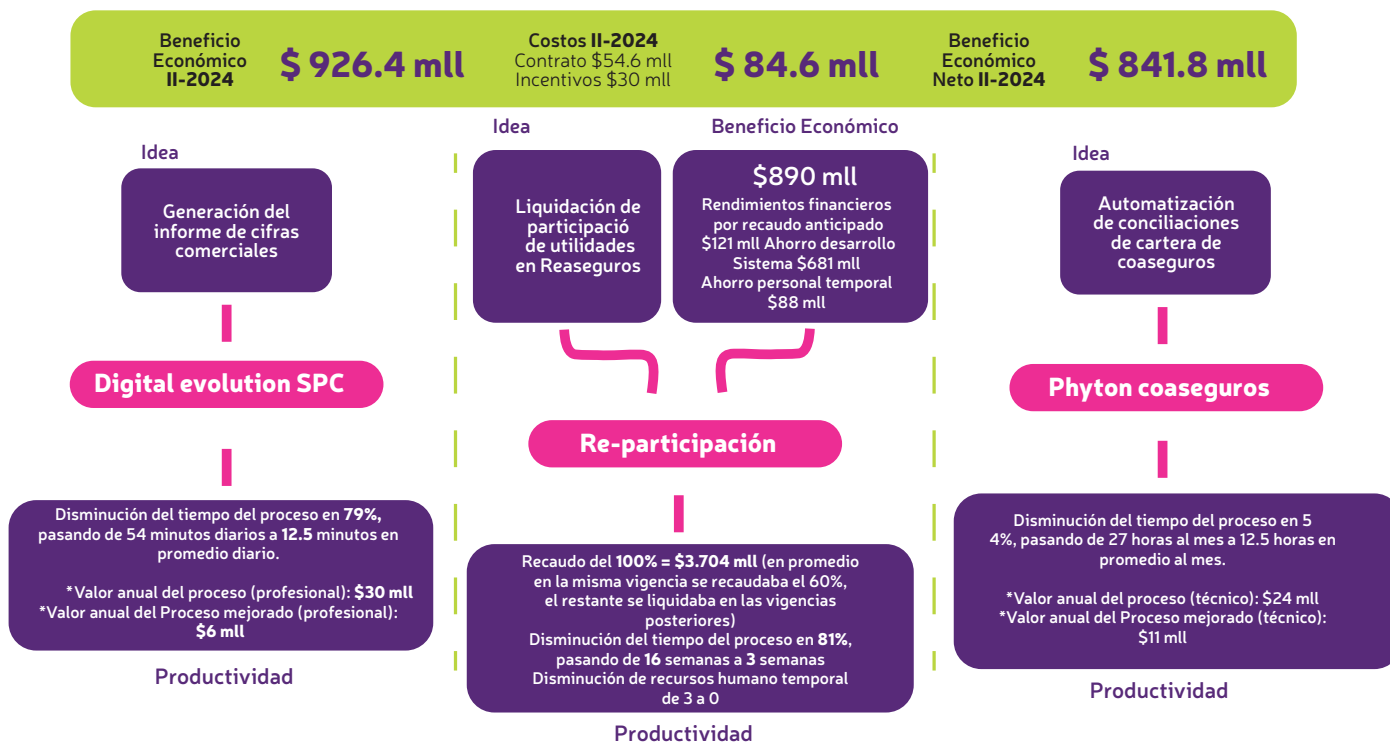 Beneficio
Económico
II-2024
$ 926.4 mll
Costos II-2024
Contrato $54.6 mll
Incentivos $30 mll
$ 84.6 mll
Beneficio
Económico
Neto II-2024
$ 841.8 mll
Idea
Generación del
informe de cifras
comerciales
Digital evolution SPC
Disminución del tiempo del proceso en 79%,
pasando de 54 minutos diarios a 12.5 minutos en
promedio diario.
*Valor anual del proceso (profesional): $30 mll
*Valor anual del Proceso mejorado (profesional):
$6 mll
Productividad
Idea
Liquidación de
participació
de utilidades
en Reaseguros
Beneficio Económico
$890 mll
Rendimientos financieros
por recaudo anticipado
$121 mll Ahorro desarrollo
Sistema $681 mll
Ahorro personal temporal
$88 mll
Re-participación
Recaudo del 100% = $3.704 mll (en promedio
en la misma vigencia se recaudaba el 60%,
el restante se liquidaba en las vigencias
posteriores)
Disminución del tiempo del proceso en 81%,
pasando de 16 semanas a 3 semanas
Disminución de recursos humano temporal
de 3 a 0
Productividad
Idea
Automatización
de conciliaciones
de cartera de
coaseguros
Phyton coaseguros
Disminución del tiempo del proceso en 5
4%, pasando de 27 horas al mes a 12.5 horas en
promedio al mes.
*Valor anual del proceso (técnico): $24 mll
*Valor anual del Proceso mejorado (técnico):
$11 mll
Productividad